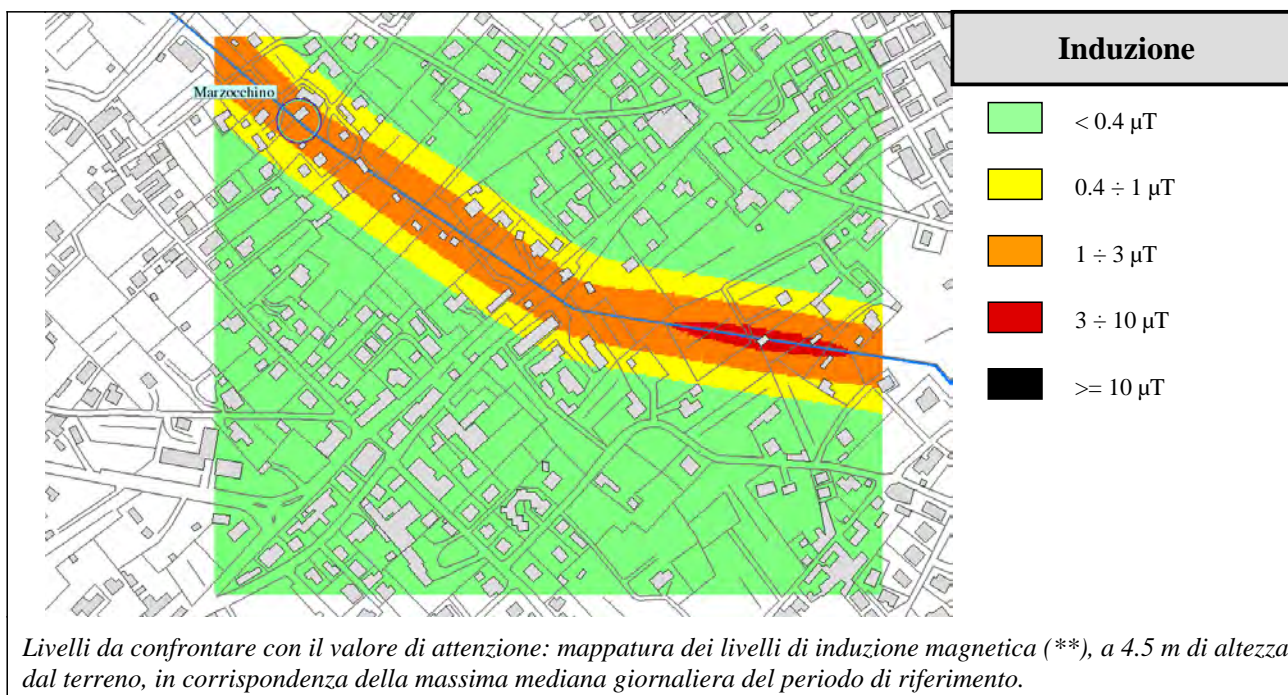 Induzione
Marzocchino
< 0.4 µT
0.4 ÷ 1 µT
1 ÷ 3 µT
3 ÷ 10 µT
>= 10 µT
Livelli da confrontare con il valore di attenzione: mappatura dei livelli di induzione magnetica (**), a 4.5 m di altezza
dal terreno, in corrispondenza della massima mediana giornaliera del periodo di riferimento.